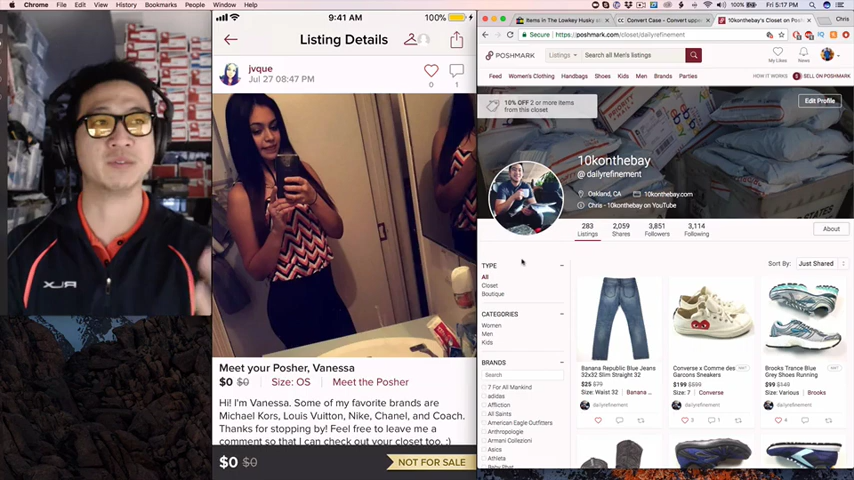 Chrome File Edit View History Bookmarks People Window Help
100% Fri 5:17 PM
9:41 AM 100%
Listing Details
jvque
Jul 27 08:47 PM
0 1
Meet your Posher, Vanessa
$0 $0 Size: OS Meet the Posher
Hi! I'm Vanessa. Some of my favorite brands are
Michael Kors, Louis Vuitton, Nike, Chanel, and Coach.
Thanks for stopping by! Feel free to leave me a
comment so that I can check out your closet too. :)
$0 $0 NOT FOR SALE
XJR
Items In The Lowkey Husky s
Convert Case - Convert upper
10konthebay's Closet on Posh
Chris
Secure https://poshmark.com/closet/dailyrefinement
POSHMARK
Listings Search all Men's listings
My Likes News
Feed Women's Clothing Handbags Shoes Kids Men Brands Parties
HOW IT WORKS SELL ON POSHMARK
10% OFF 2 or more items
from this closet
Edit Profile
10konthebay
@ dailyrefinement
Oakland, CA 10konthebay.com
Chris - 10konthebay on YouTube
283 2,059 3,851 3,114
Listings Shares Followers Following
About
Sort By: Just Shared
TYPE
All
Closet
Boutique
CATEGORIES
Women
Men
Kids
BRANDS
Search
7 For All Mankind
adidas
Affliction
All Saints
American Eagle Outfitters
Anthropologie
Armani Collezioni
Asics
Athleta
Banana Republic Blue Jeans
32x32 Slim Straight 32
$25 $79
Size: Waist 32 Banana ...
dailyrefinement
Converse x Comme des
Garcons Sneakers
$199 $599
Size: Various Converse
dailyrefinement
3 1
Brooks Trance Blue
Grey Shoes Running
$99 $149
Size: Various Brooks
dailyrefinement
4